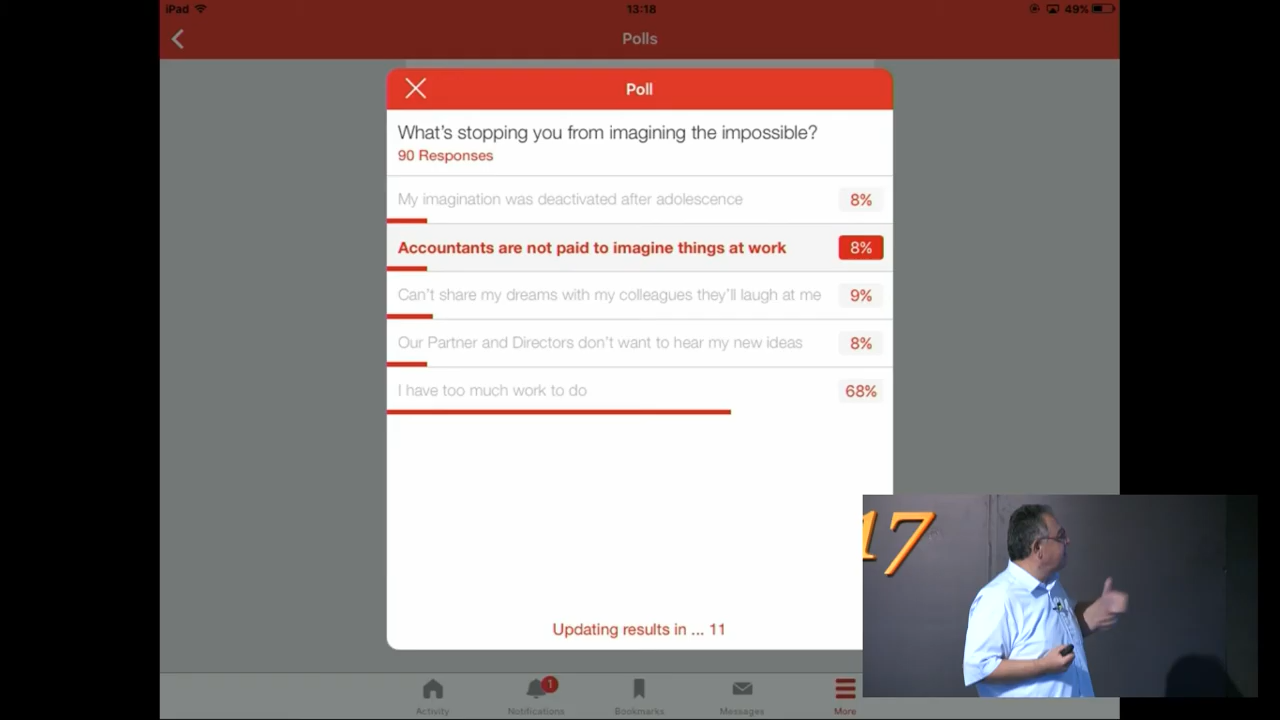 iPad 13:18 49%
Polls
Poll
What's stopping you from imagining the impossible?
90 Responses
My imagination was deactivated after adolescence 8%
Accountants are not paid to imagine things at work 8%
Can't share my dreams with my colleagues they'll laugh at me 9%
Our Partner and Directors don't want to hear my new ideas 8%
I have too much work to do 68%
17
Updating results in ... 11
1
Activity Notifications Bookmarks Messages More